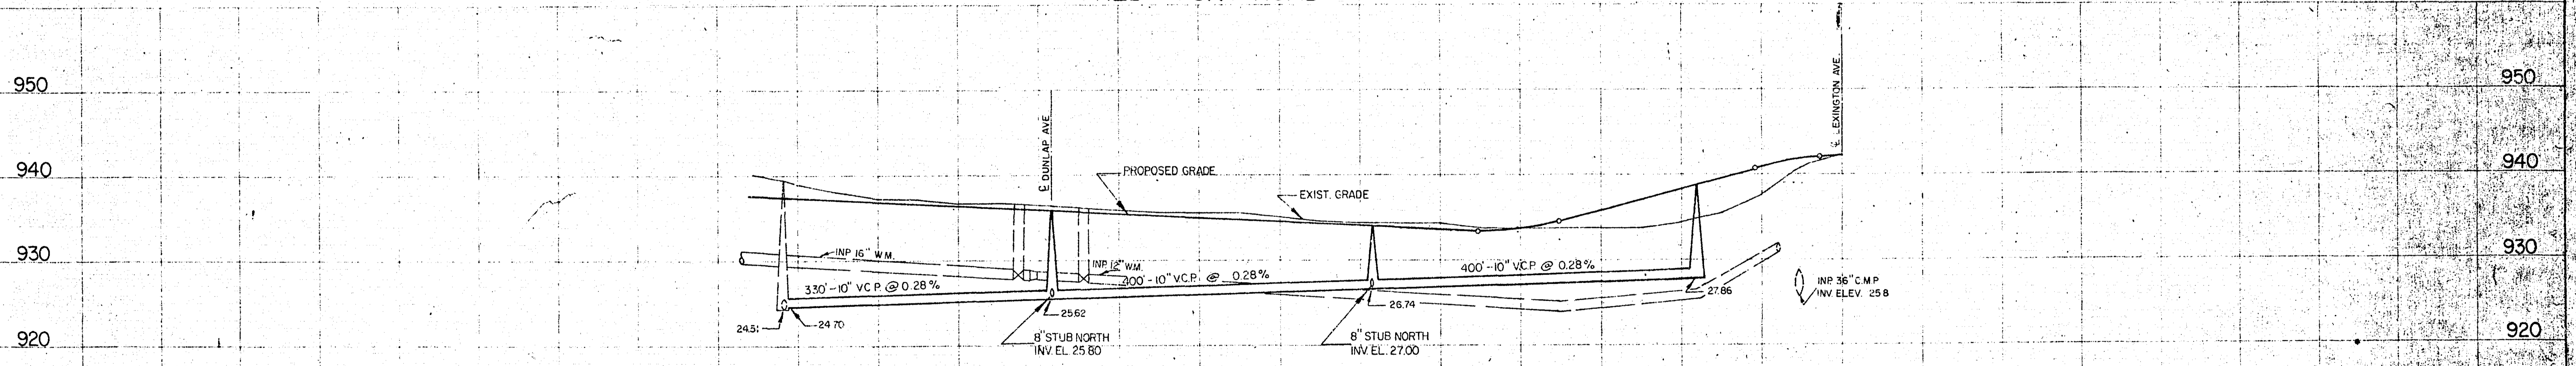 950
950
₵ LEXINGTON AVE.
₵ DUNLAP AVE.
940
PROPOSED GRADE
EXIST. GRADE
940
930
INP. 16" W.M.
INP. 12" W.M.
930
330'-10" V.C.P. @ 0.28%
400'-10" V.C.P. @ 0.28%
400'-10" V.C.P. @ 0.28%
INP. 36" C.M.P.
INV. ELEV. 25.8
24.51
24.70
25.62
26.74
27.86
920
8" STUB NORTH
INV. EL. 25.80
8" STUB NORTH
INV. EL. 27.00
920